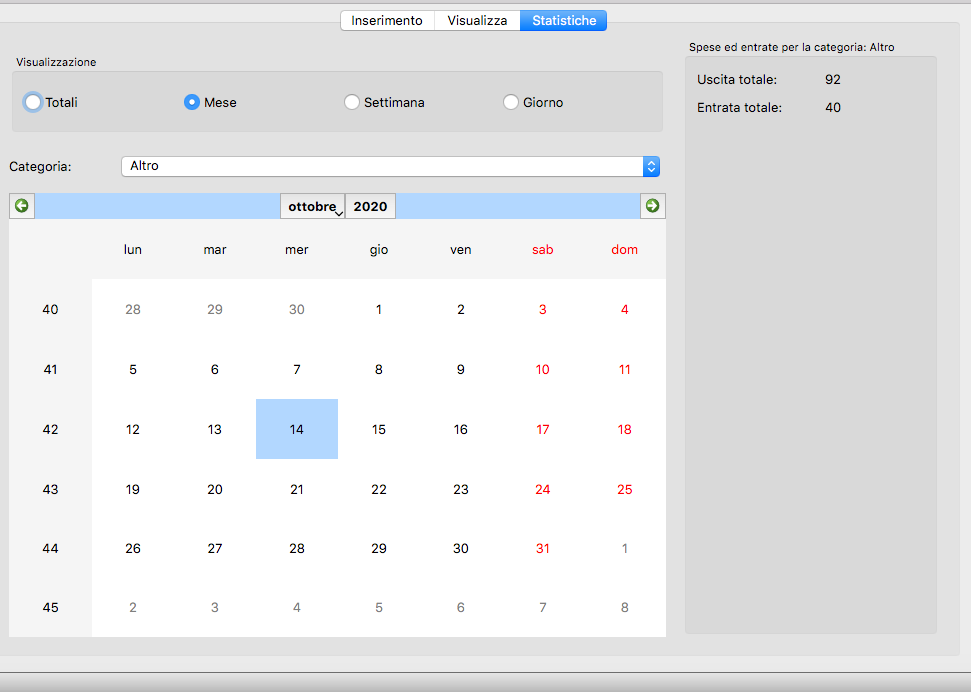 Inserimento Visualizza Statistiche
Visualizzazione
Totali Mese Settimana Giorno
Categoria: Altro
ottobre 2020
lun mar mer gio ven sab dom
40 28 29 30 1 2 3 4
41 5 6 7 8 9 10 11
42 12 13 14 15 16 17 18
43 19 20 21 22 23 24 25
44 26 27 28 29 30 31 1
45 2 3 4 5 6 7 8
Spese ed entrate per la categoria: Altro
Uscita totale: 92
Entrata totale: 40